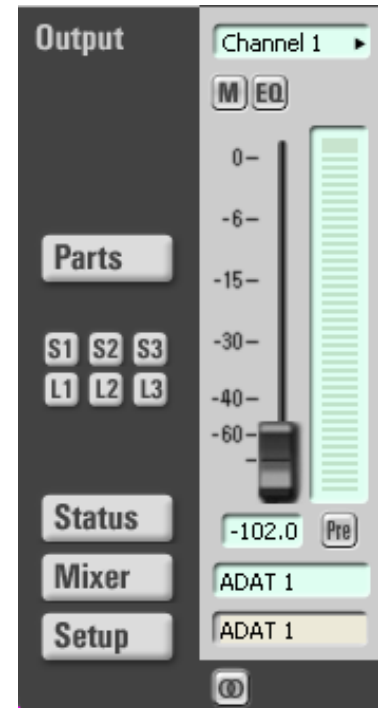 Output
Channel 1
M EQ
0
-6
-15
-30
-40
-60
Parts
S1 S2 S3
L1 L2 L3
-102.0 Pre
Status
Mixer
ADAT 1
Setup
ADAT 1